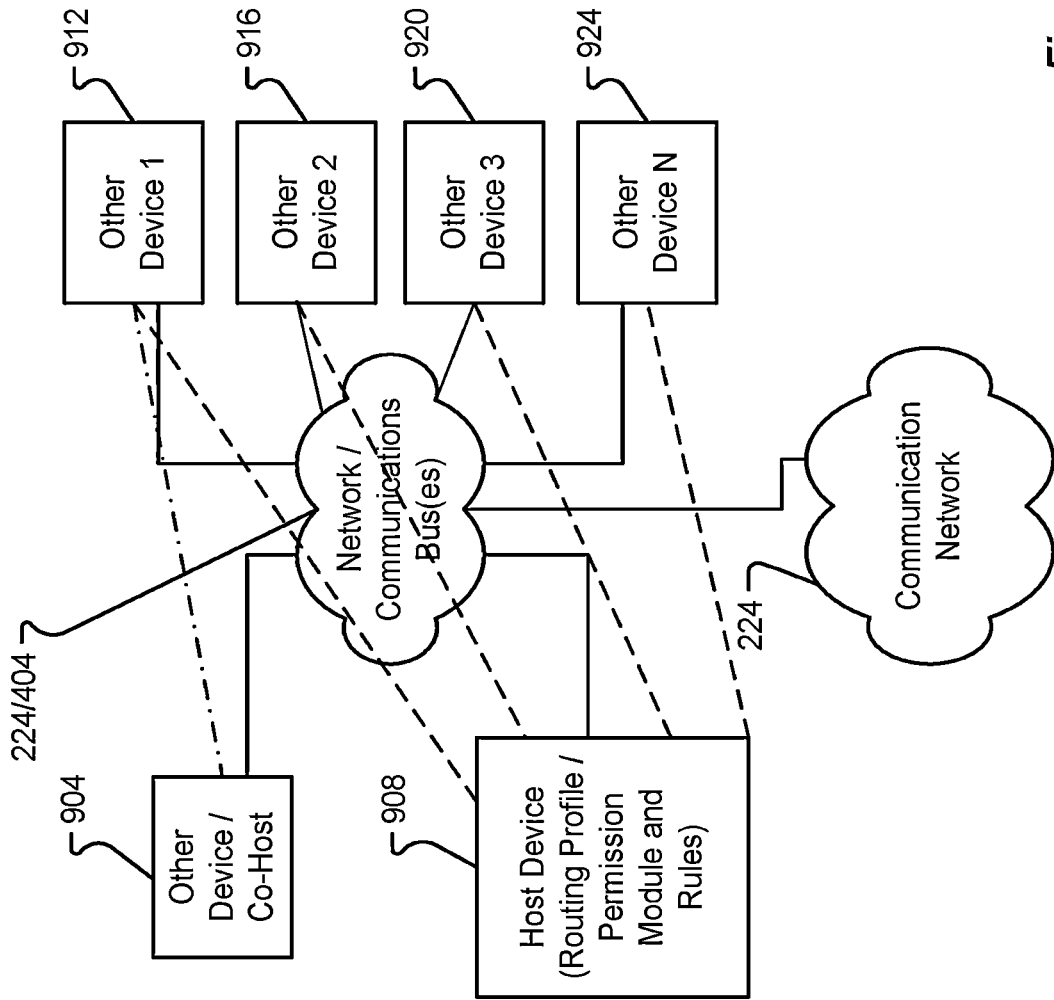 224/404
904
Other
Device /
Co-Host
908
Host Device
(Routing Profile /
Permission
Module and
Rules)
Network /
Communications
Bus(es)
224
Communication
Network
Other
Device 1
912
Other
Device 2
916
Other
Device 3
920
Other
Device N
924